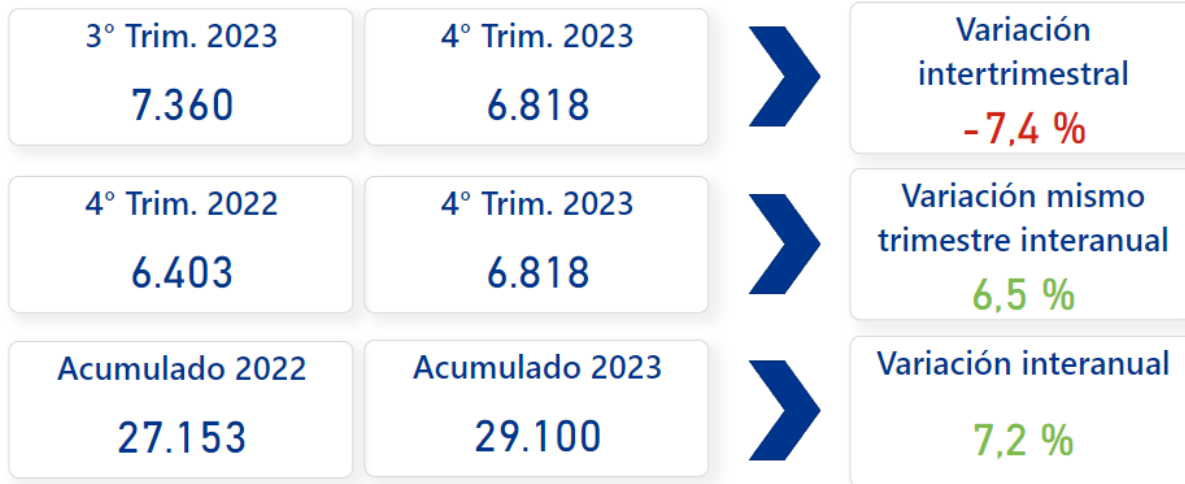 3° Trim. 2023
7.360
4° Trim. 2023
6.818
Variación
intertrimestral
-7,4 %
4° Trim. 2022
6.403
4° Trim. 2023
6.818
Variación mismo
trimestre interanual
6,5 %
Acumulado 2022
27.153
Acumulado 2023
29.100
Variación interanual
7,2 %